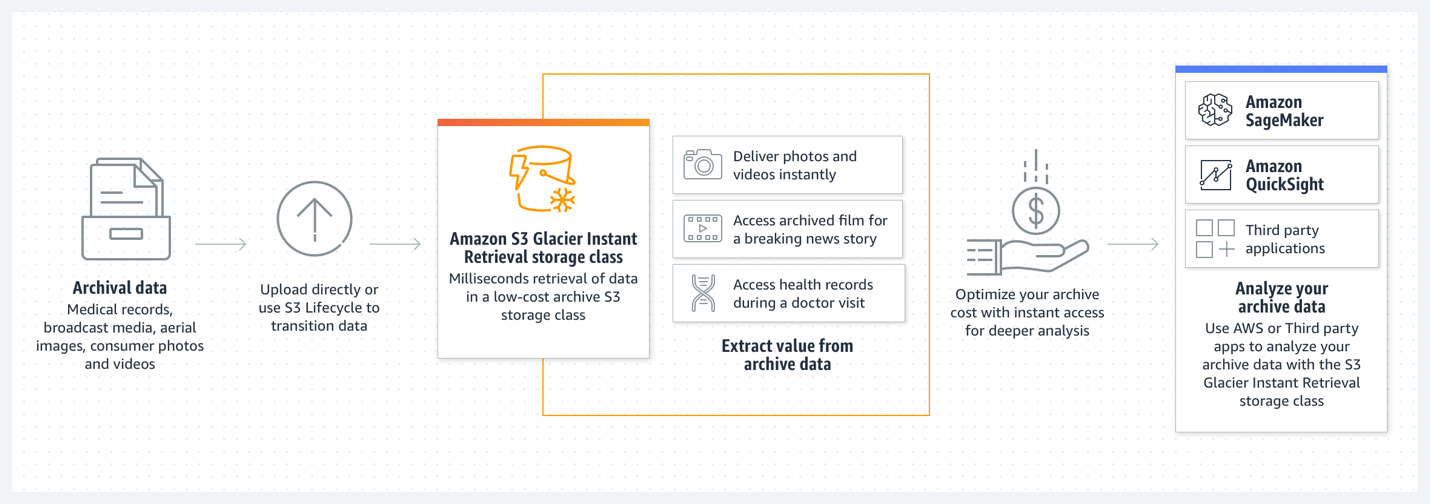 Archival data
Medical records,
broadcast media, aerial
images, consumer photos
and videos
Upload directly or
use S3 Lifecycle to
transition data
Amazon S3 Glacier Instant
Retrieval storage class
Milliseconds retrieval of data
in a low-cost archive S3
storage class
Deliver photos and
videos instantly
Access archived film for
a breaking news story
Access health records
during a doctor visit
Extract value from
archive data
$
Optimize your archive
cost with instant access
for deeper analysis
Amazon
SageMaker
Amazon
QuickSight
Third party
applications
Analyze your
archive data
Use AWS or Third party
apps to analyze your
archive data with the S3
Glacier Instant Retrieval
storage class